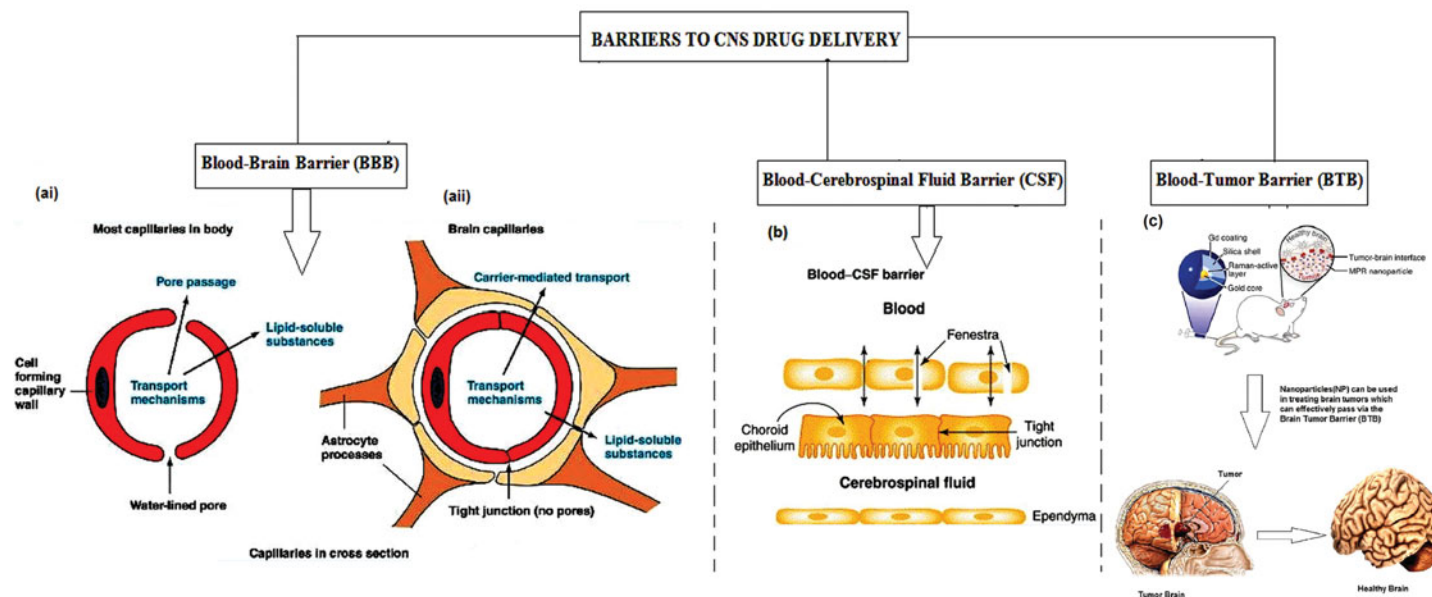 BARRIERS TO CNS DRUG DELIVERY
Blood-Brain Barrier (BBB)
Blood-Cerebrospinal Fluid Barrier (CSF)
Blood-Tumor Barrier (BTB)
(ai)
Most capillaries in body
Pore passage
Lipid-soluble
substances
Cell
forming
capillary
wall
Transport
mechanisms
Water-lined pore
(aii)
Brain capillaries
Carrier-mediated transport
Transport
mechanisms
Astrocyte
processes
Lipid-soluble
substances
Tight junction (no pores)
Capillaries in cross section
(b)
Blood–CSF barrier
Blood
Fenestra
Choroid
epithelium
Tight
junction
Cerebrospinal fluid
Ependyma
(c)
Gd coating
Silica shell
Raman-active
layer
Gold core
Healthy brain
Tumor-brain interface
MPR nanoparticle
Nanoparticles(NP) can be used
in treating brain tumors which
can effectively pass via the
Brain Tumor Barrier (BTB)
Tumor
Tumor Brain
Healthy Brain